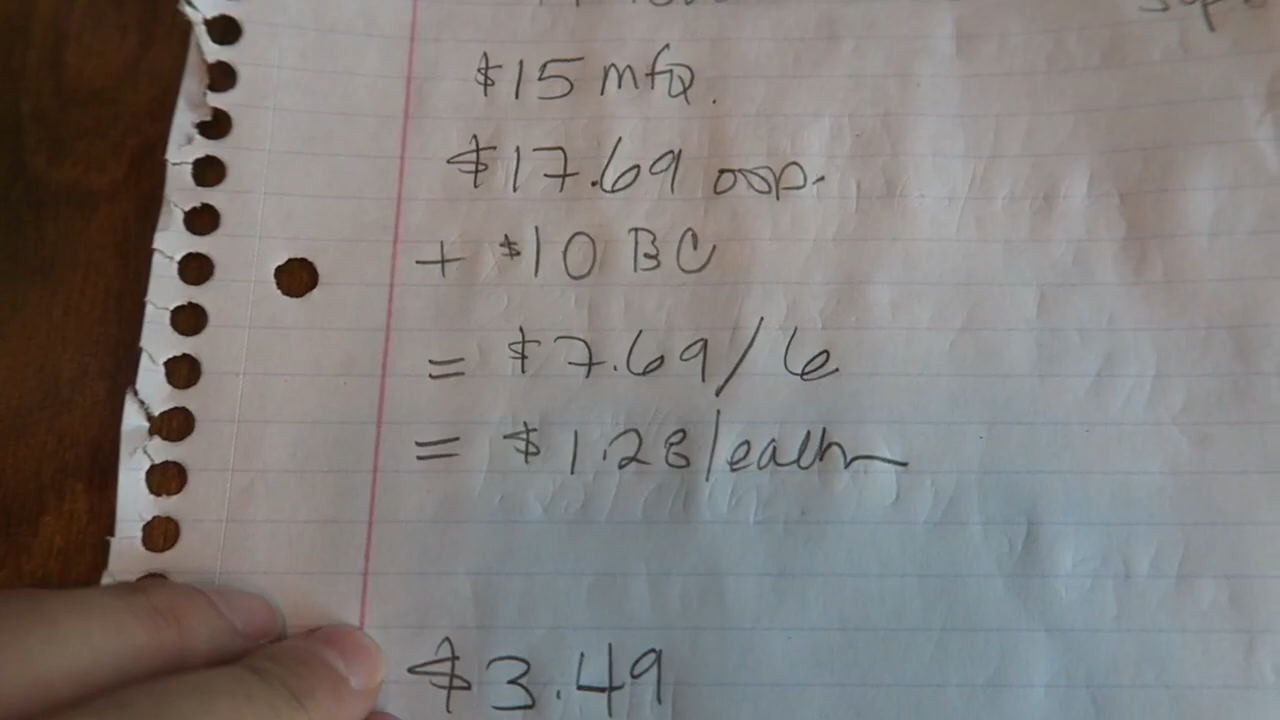 $15 mfQ.
$17.69 oop.
+ $10 BC
= $7.69/6
= $1.28/each
$3.49